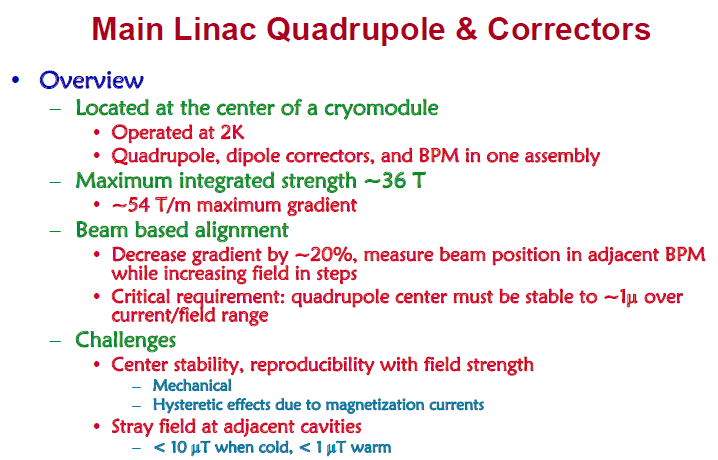 Main Linac Quadrupole & Correctors
• Overview
– Located at the center of a cryomodule
• Operated at 2K
• Quadrupole, dipole correctors, and BPM in one assembly
– Maximum integrated strength ~36 T
• ~54 T/m maximum gradient
– Beam based alignment
• Decrease gradient by ~20%, measure beam position in adjacent BPM
while increasing field in steps
• Critical requirement: quadrupole center must be stable to ~1µ over
current/field range
– Challenges
• Center stability, reproducibility with field strength
– Mechanical
– Hysteretic effects due to magnetization currents
• Stray field at adjacent cavities
– < 10 µT when cold, < 1 µT warm